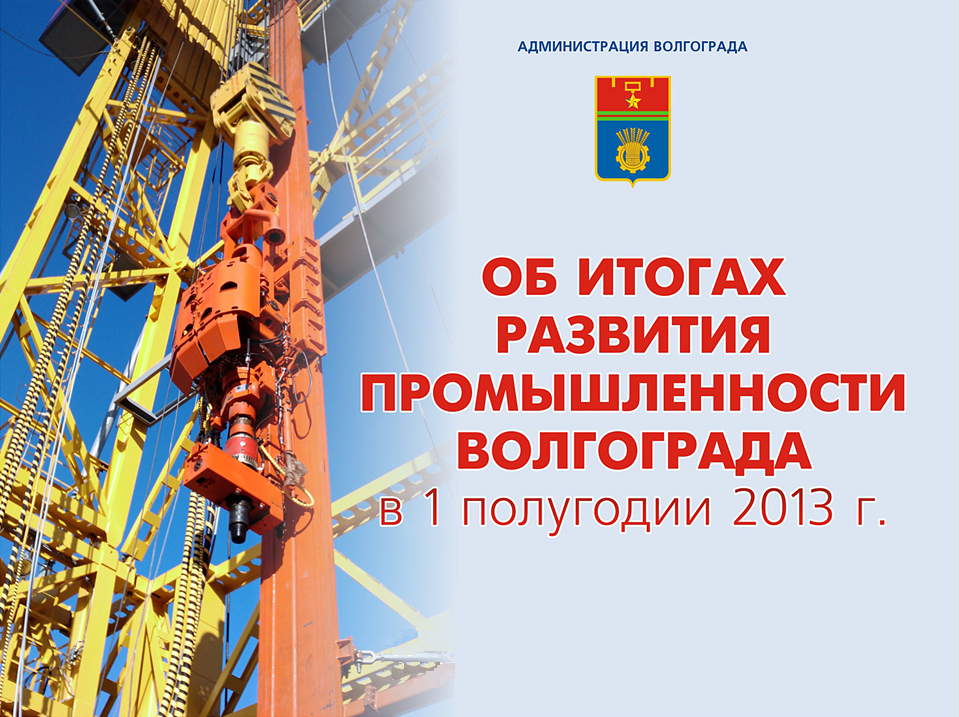 АДМИНИСТРАЦИЯ ВОЛГОГРАДА
ОБ ИТОГАХ
РАЗВИТИЯ
ПРОМЫШЛЕННОСТИ
ВОЛГОГРАДА
в 1 полугодии 2013 г.